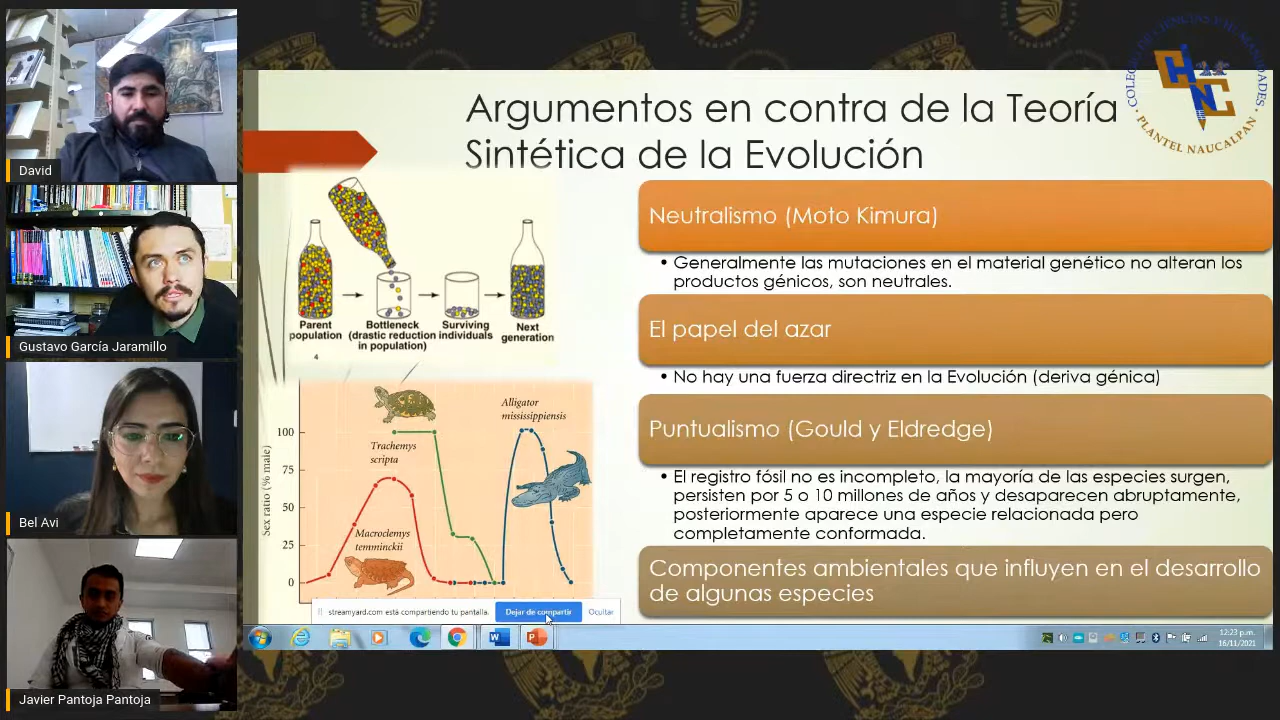 David
Gustavo García Jaramillo
Bel Avi
Javier Pantoja Pantoja
COLEGIO DE CIENCIAS Y HUMANIDADES
PLANTEL NAUCALPAN
Argumentos en contra de la Teoría
Sintética de la Evolución
Parent
population
Bottleneck
(drastic reduction
in population)
Surviving
individuals
Next
generation
4
Sex ratio (% male)
100
75
50
25
0
Trachemys
scripta
Macroclemys
temminckii
Alligator
mississippiensis
Neutralismo (Moto Kimura)
• Generalmente las mutaciones en el material genético no alteran los
productos génicos, son neutrales.
El papel del azar
• No hay una fuerza directriz en la Evolución (deriva génica)
Puntualismo (Gould y Eldredge)
• El registro fósil no es incompleto, la mayoría de las especies surgen,
persisten por 5 o 10 millones de años y desaparecen abruptamente,
posteriormente aparece una especie relacionada pero
completamente conformada.
Componentes ambientales que influyen en el desarrollo
de algunas especies
streamyard.com está compartiendo tu pantalla.
Dejar de compartir
Ocultar
12:23 p.m.
16/11/2021